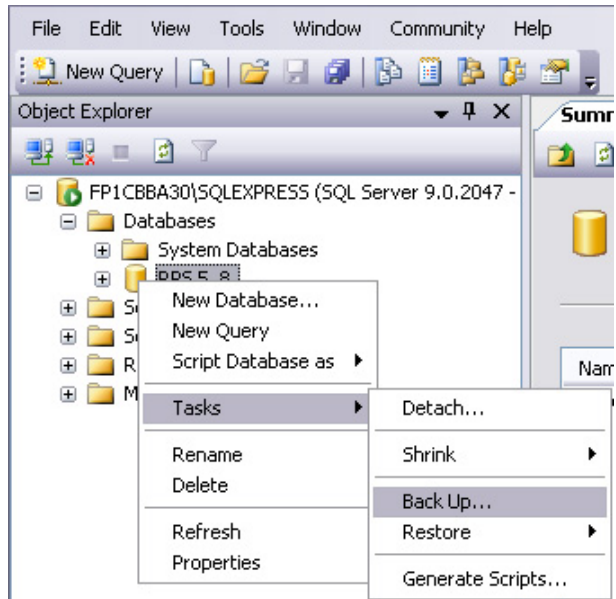 File Edit View Tools Window Community Help
New Query
Object Explorer
Summ
FP1CBBA30\SQLEXPRESS (SQL Server 9.0.2047 -
Databases
System Databases
New Database...
New Query
Script Database as
Nam
Tasks
Detach...
Rename
Shrink
Delete
Back Up...
Refresh
Restore
Properties
Generate Scripts...